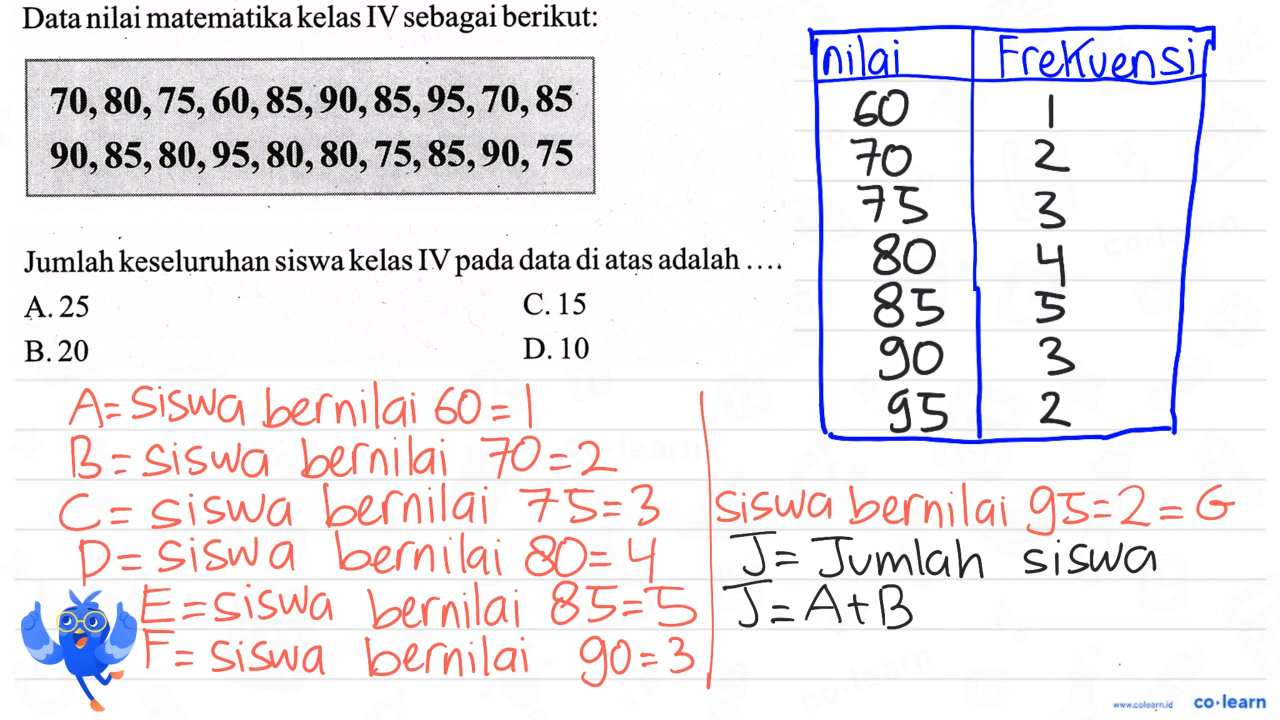 Data nilai matematika kelas IV sebagai berikut:
70, 80, 75, 60, 85, 90, 85, 95, 70, 85
90, 85, 80, 95, 80, 80, 75, 85, 90, 75
Jumlah keseluruhan siswa kelas IV pada data di atas adalah ....
A. 25
C. 15
B. 20
D. 10
nilai Frekuensi
60 1
70 2
75 3
80 4
85 5
90 3
95 2
A = siswa bernilai 60 = 1
B = siswa bernilai 70 = 2
C = siswa bernilai 75 = 3
D = siswa bernilai 80 = 4
E = siswa bernilai 85 = 5
F = siswa bernilai 90 = 3
siswa bernilai 95 = 2 = G
J = Jumlah siswa
J = A + B
www.colearn.id co·learn